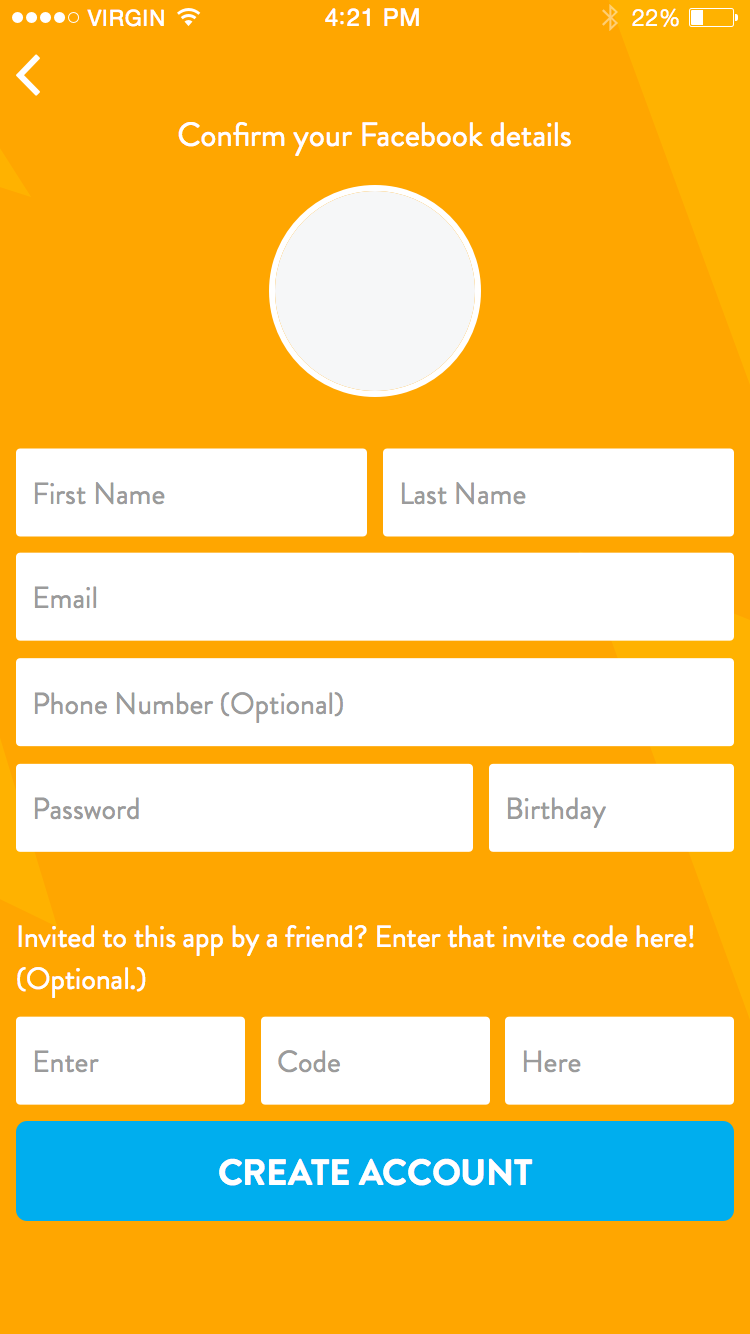 VIRGIN 4:21 PM 22%
Confirm your Facebook details
First Name Last Name
Email
Phone Number (Optional)
Password Birthday
Invited to this app by a friend? Enter that invite code here!
(Optional.)
Enter Code Here
CREATE ACCOUNT